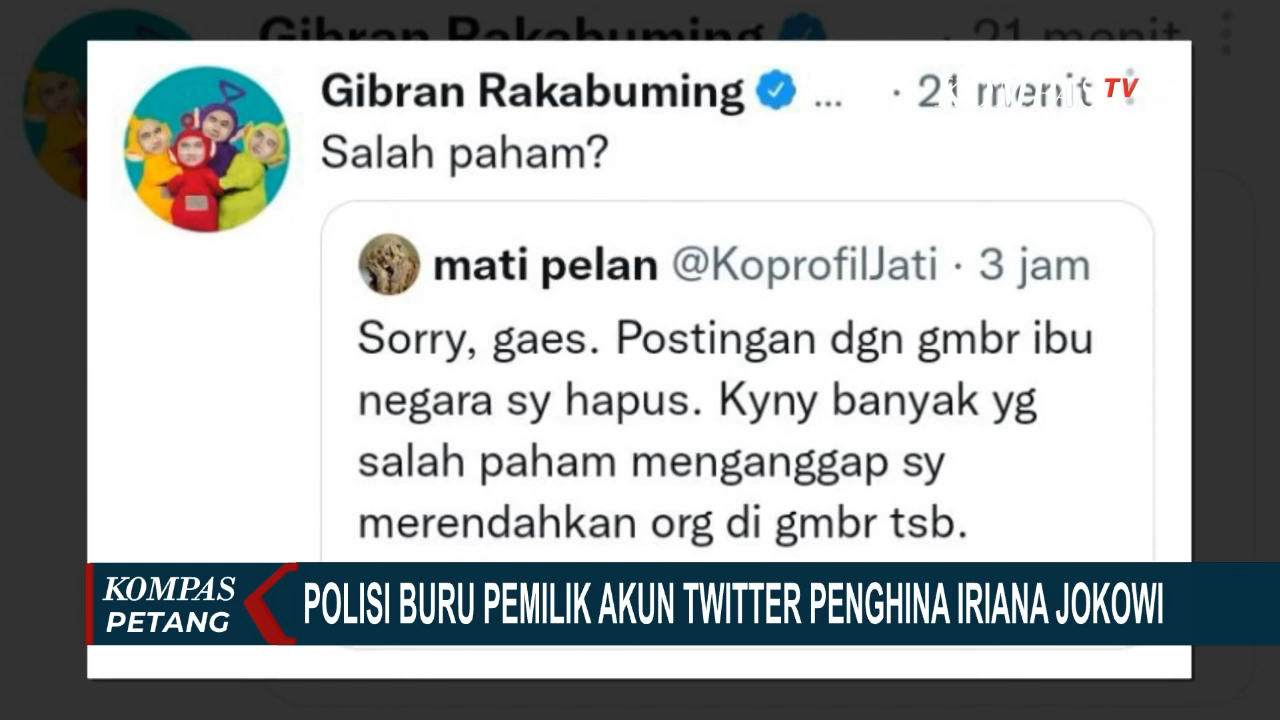 Gibran Rakabuming ... · 21 menit
TV
Salah paham?
mati pelan @KoprofilJati · 3 jam
Sorry, gaes. Postingan dgn gmbr ibu
negara sy hapus. Kyny banyak yg
salah paham menganggap sy
merendahkan org di gmbr tsb.
KOMPAS
PETANG
POLISI BURU PEMILIK AKUN TWITTER PENGHINA IRIANA JOKOWI